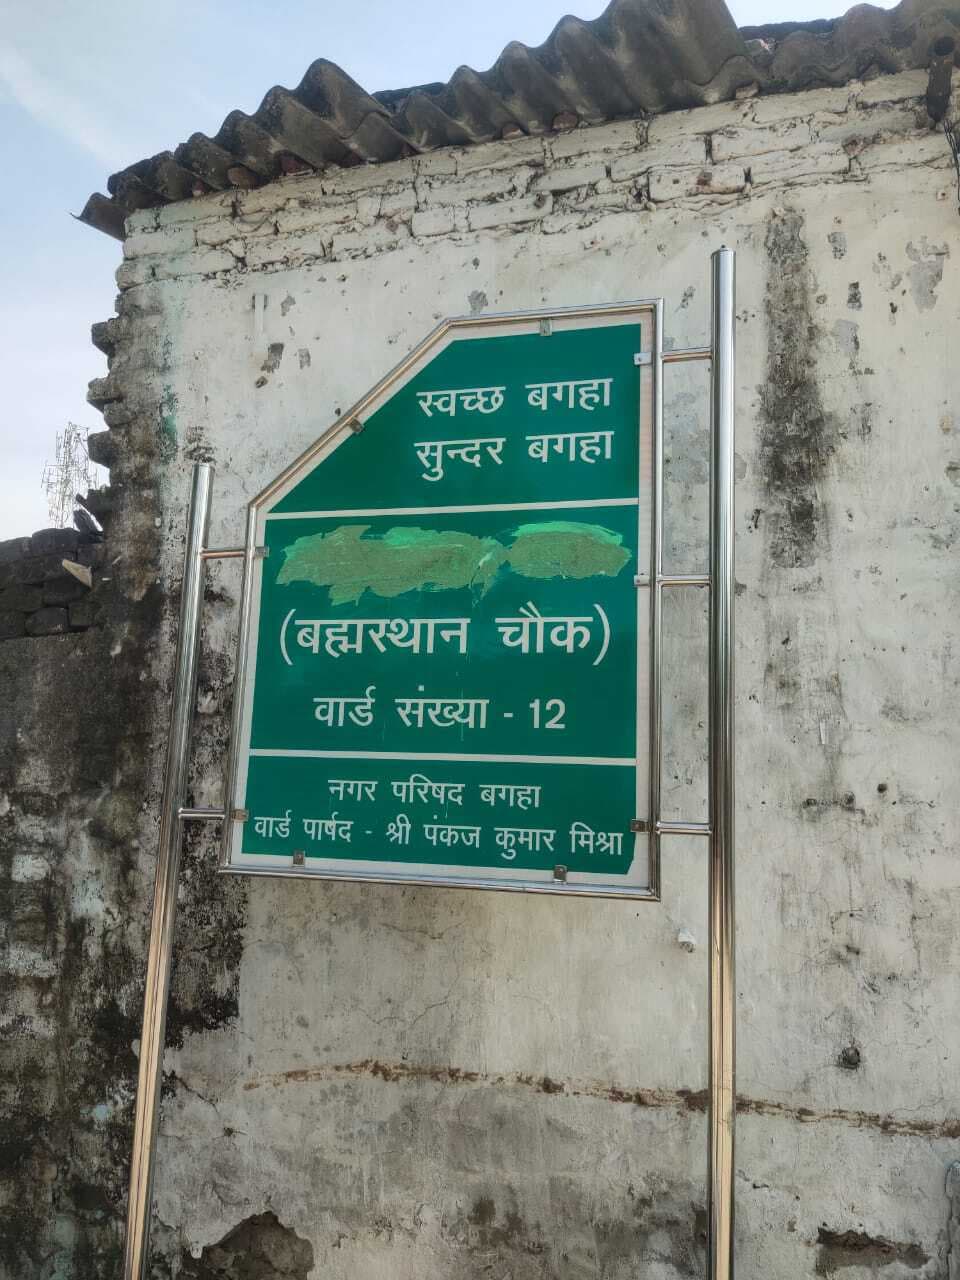 स्वच्छ बगहा
सुन्दर बगहा
(बह्मस्थान चौक)
वार्ड संख्या - 12
नगर परिषद बगहा
वार्ड पार्षद - श्री पंकज कुमार मिश्रा